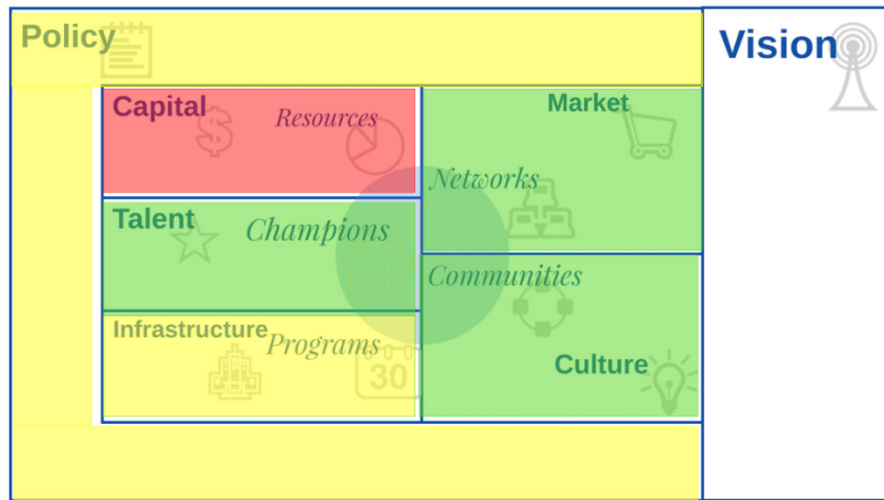 Policy
Vision
Capital
Resources
Market
Networks
Talent
Champions
Communities
Infrastructure
Programs
30
Culture